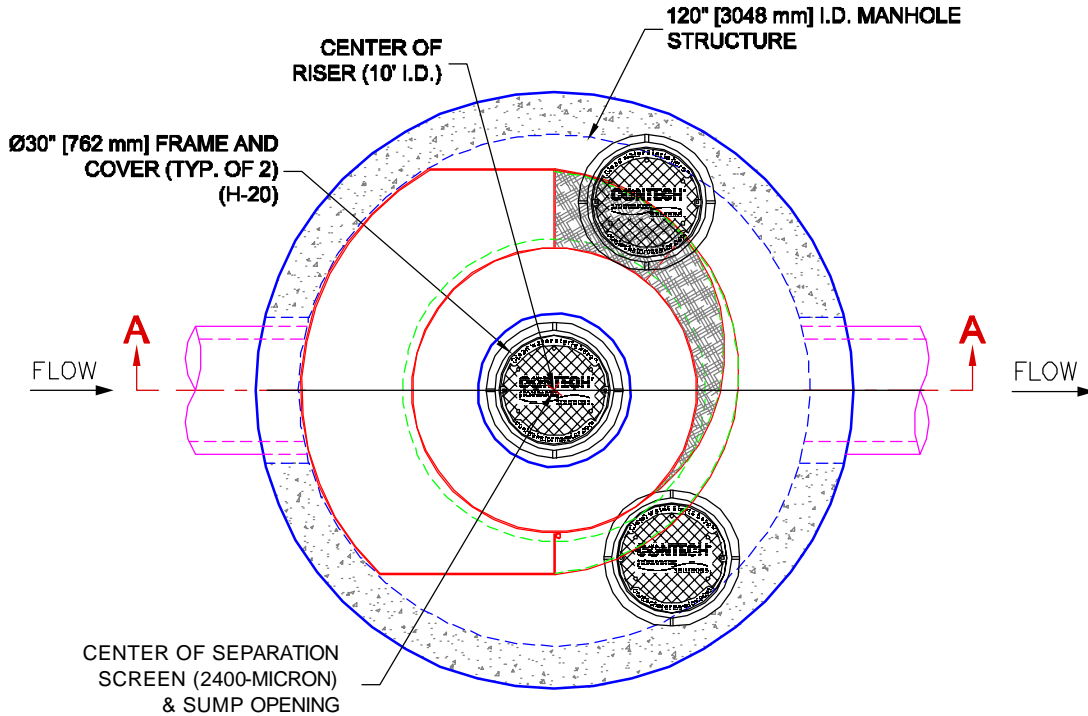 120" [3048 mm] I.D. MANHOLE
STRUCTURE
CENTER OF
RISER (10' I.D.)
Ø30" [762 mm] FRAME AND
COVER (TYP. OF 2)
(H-20)
CONTECH
A
A
FLOW
FLOW
CONTECH
CONTECH
CENTER OF SEPARATION
SCREEN (2400-MICRON)
& SUMP OPENING